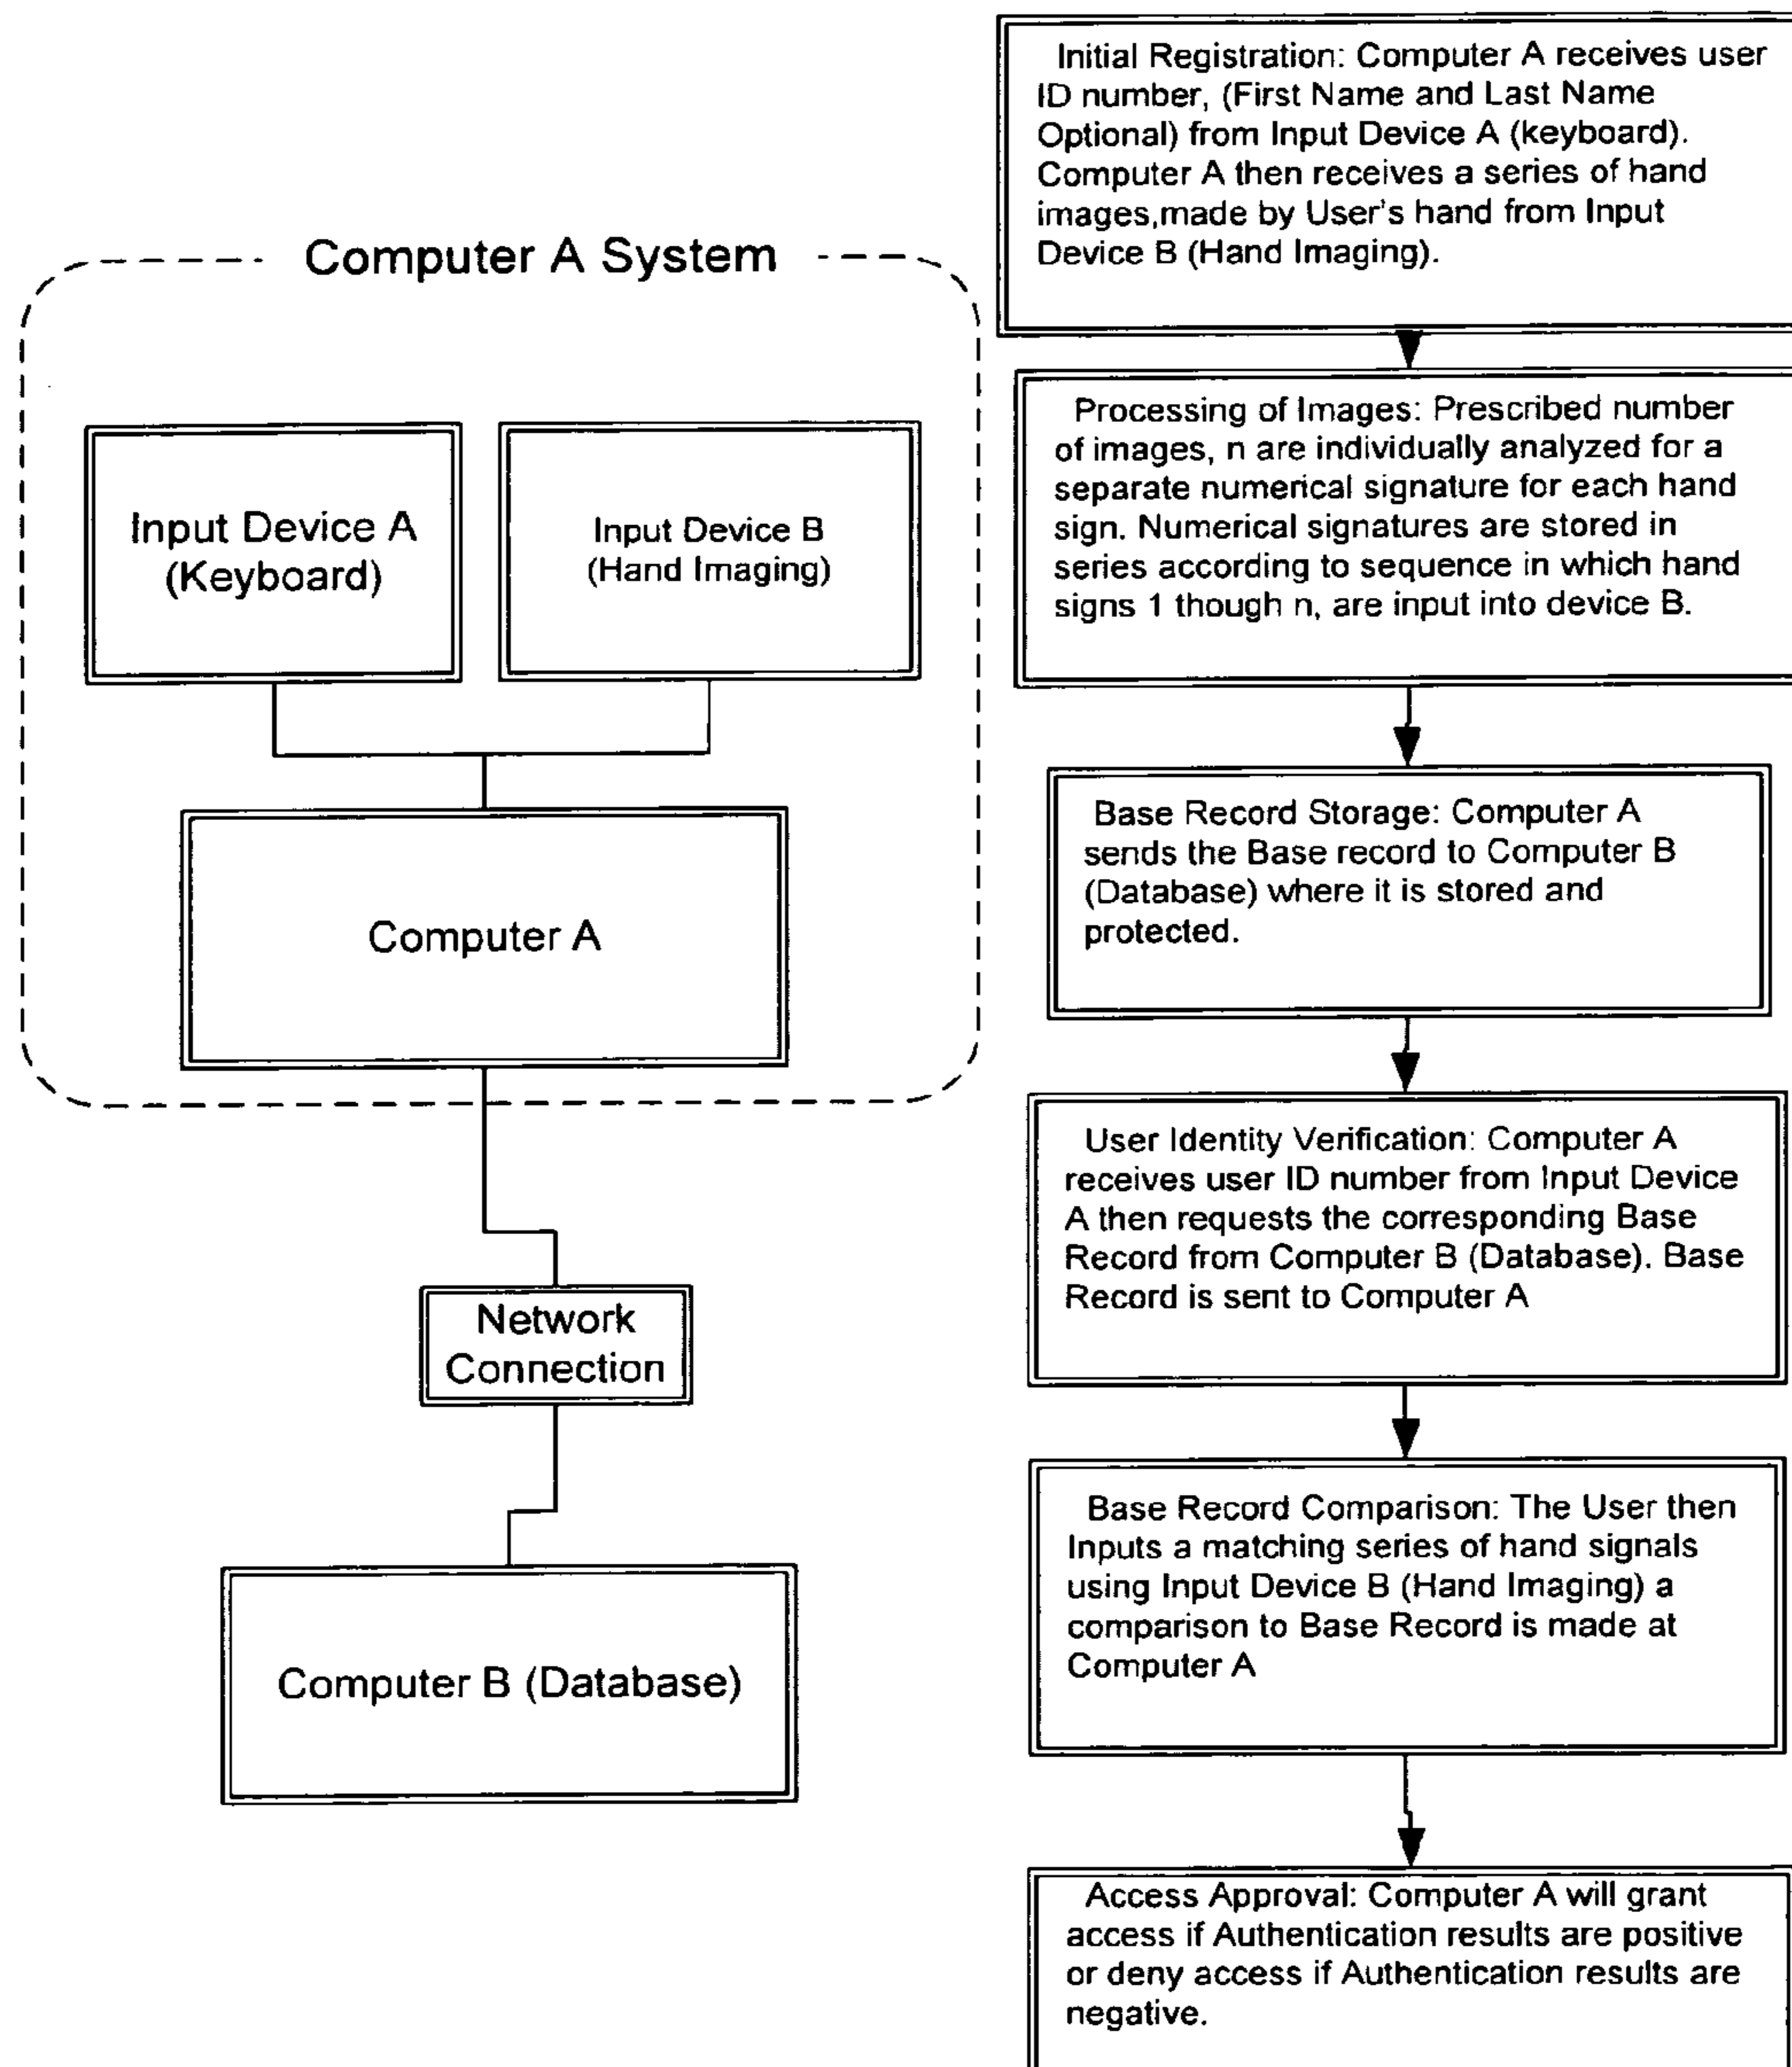 Computer A System
Input Device A
(Keyboard)
Input Device B
(Hand Imaging)
Computer A
Network
Connection
Computer B (Database)
Initial Registration: Computer A receives user
ID number, (First Name and Last Name
Optional) from Input Device A (keyboard).
Computer A then receives a series of hand
images,made by User's hand from Input
Device B (Hand Imaging).
Processing of Images: Prescribed number
of images, n are individually analyzed for a
separate numerical signature for each hand
sign. Numerical signatures are stored in
series according to sequence in which hand
signs 1 though n, are input into device B.
Base Record Storage: Computer A
sends the Base record to Computer B
(Database) where it is stored and
protected.
User Identity Verification: Computer A
receives user ID number from Input Device
A then requests the corresponding Base
Record from Computer B (Database). Base
Record is sent to Computer A
Base Record Comparison: The User then
Inputs a matching series of hand signals
using Input Device B (Hand Imaging) a
comparison to Base Record is made at
Computer A
Access Approval: Computer A will grant
access if Authentication results are positive
or deny access if Authentication results are
negative.